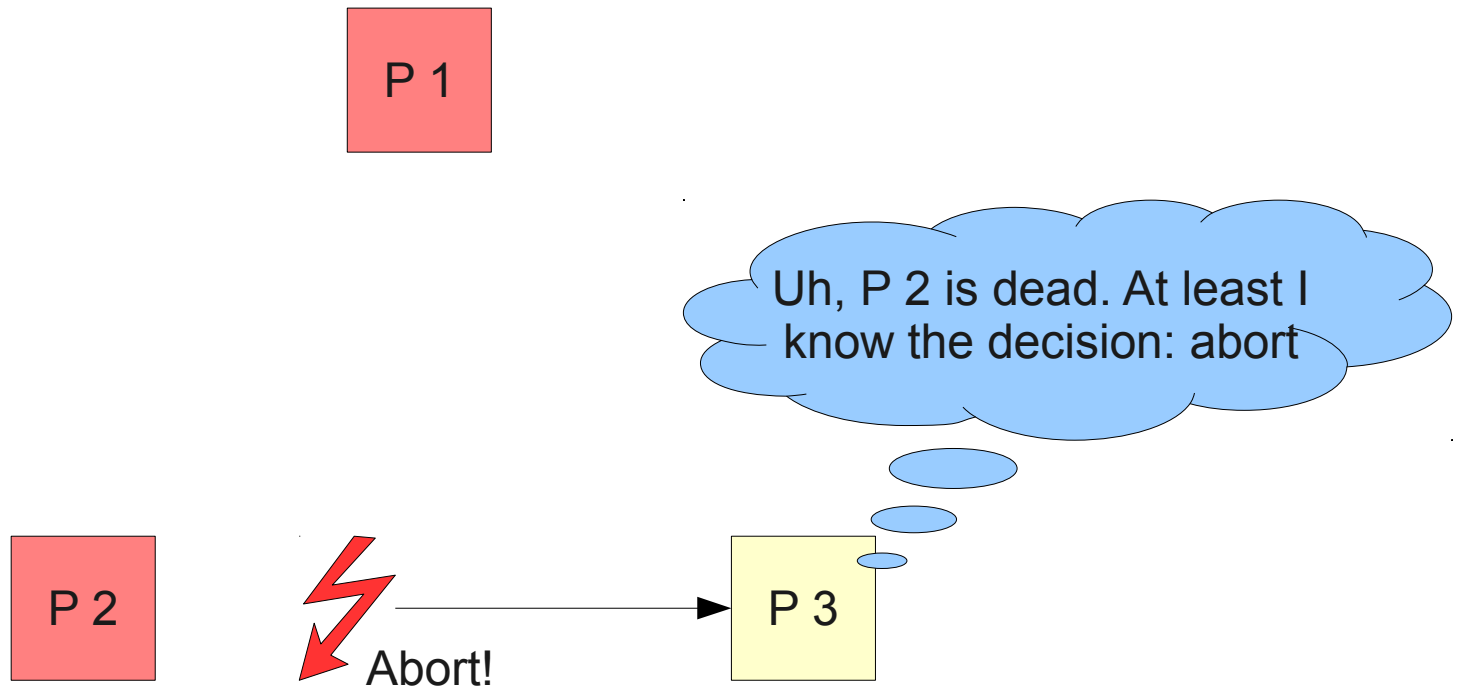 P 1
Uh, P 2 is dead. At least I
know the decision: abort
P 2
P 3
Abort!